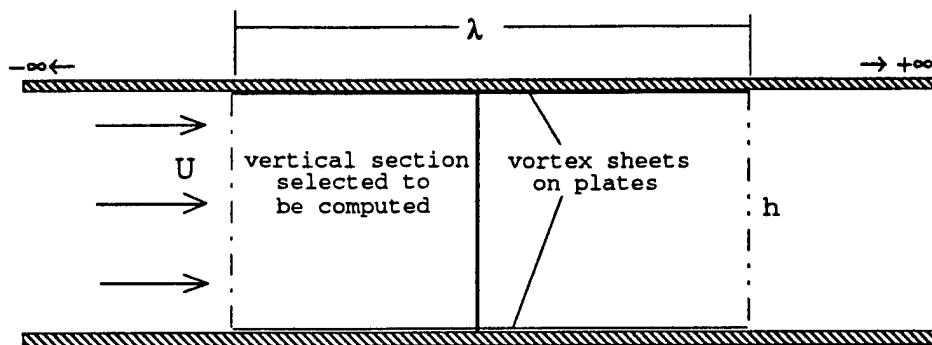 λ
−∞← → +∞
U
vertical section
selected to
be computed
vortex sheets
on plates
h